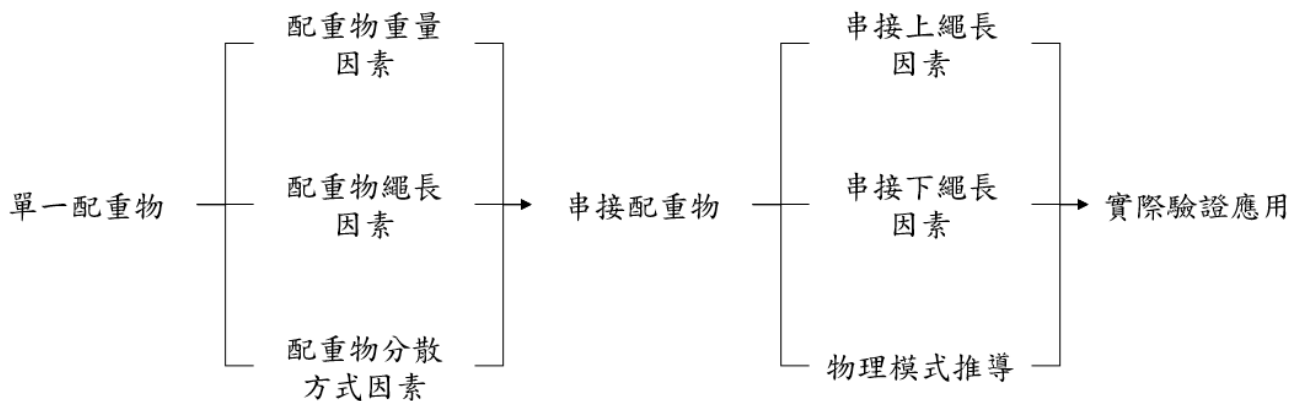 單一配重物
配重物重量
因素
配重物繩長
因素
配重物分散
方式因素
串接配重物
串接上繩長
因素
串接下繩長
因素
物理模式推導
實際驗證應用